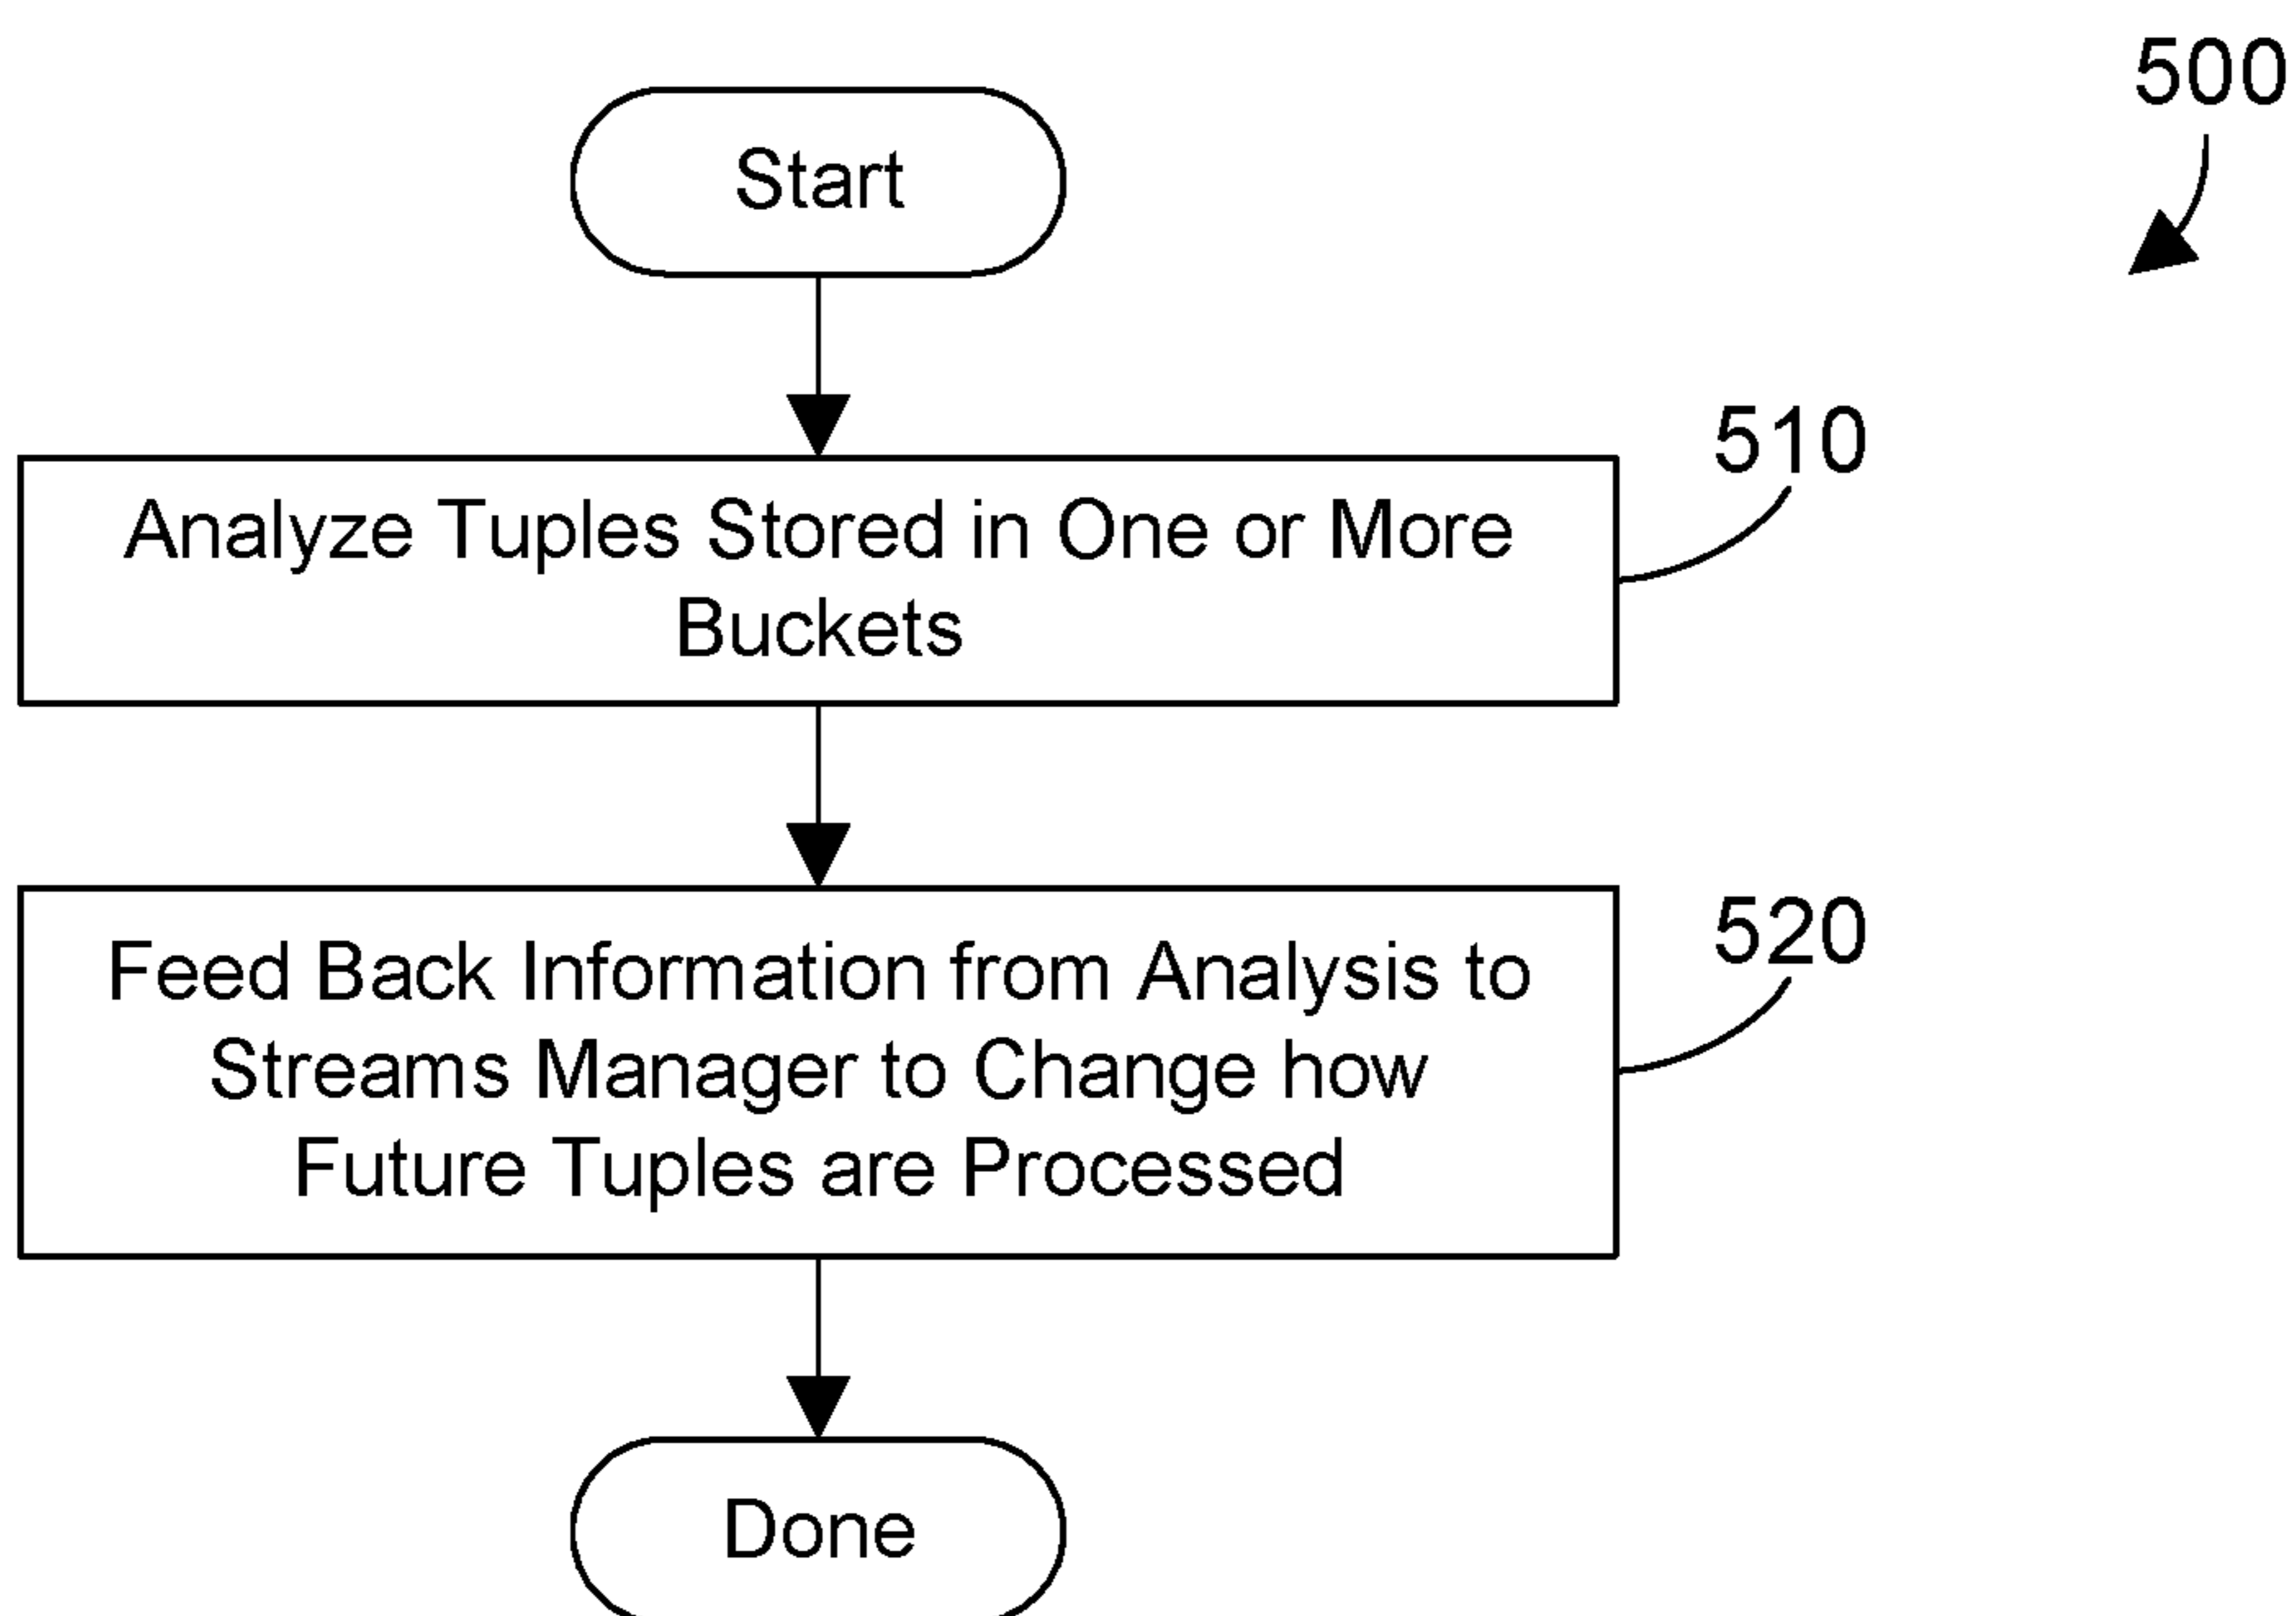 500
Start
510
Analyze Tuples Stored in One or More
Buckets
520
Feed Back Information from Analysis to
Streams Manager to Change how
Future Tuples are Processed
Done